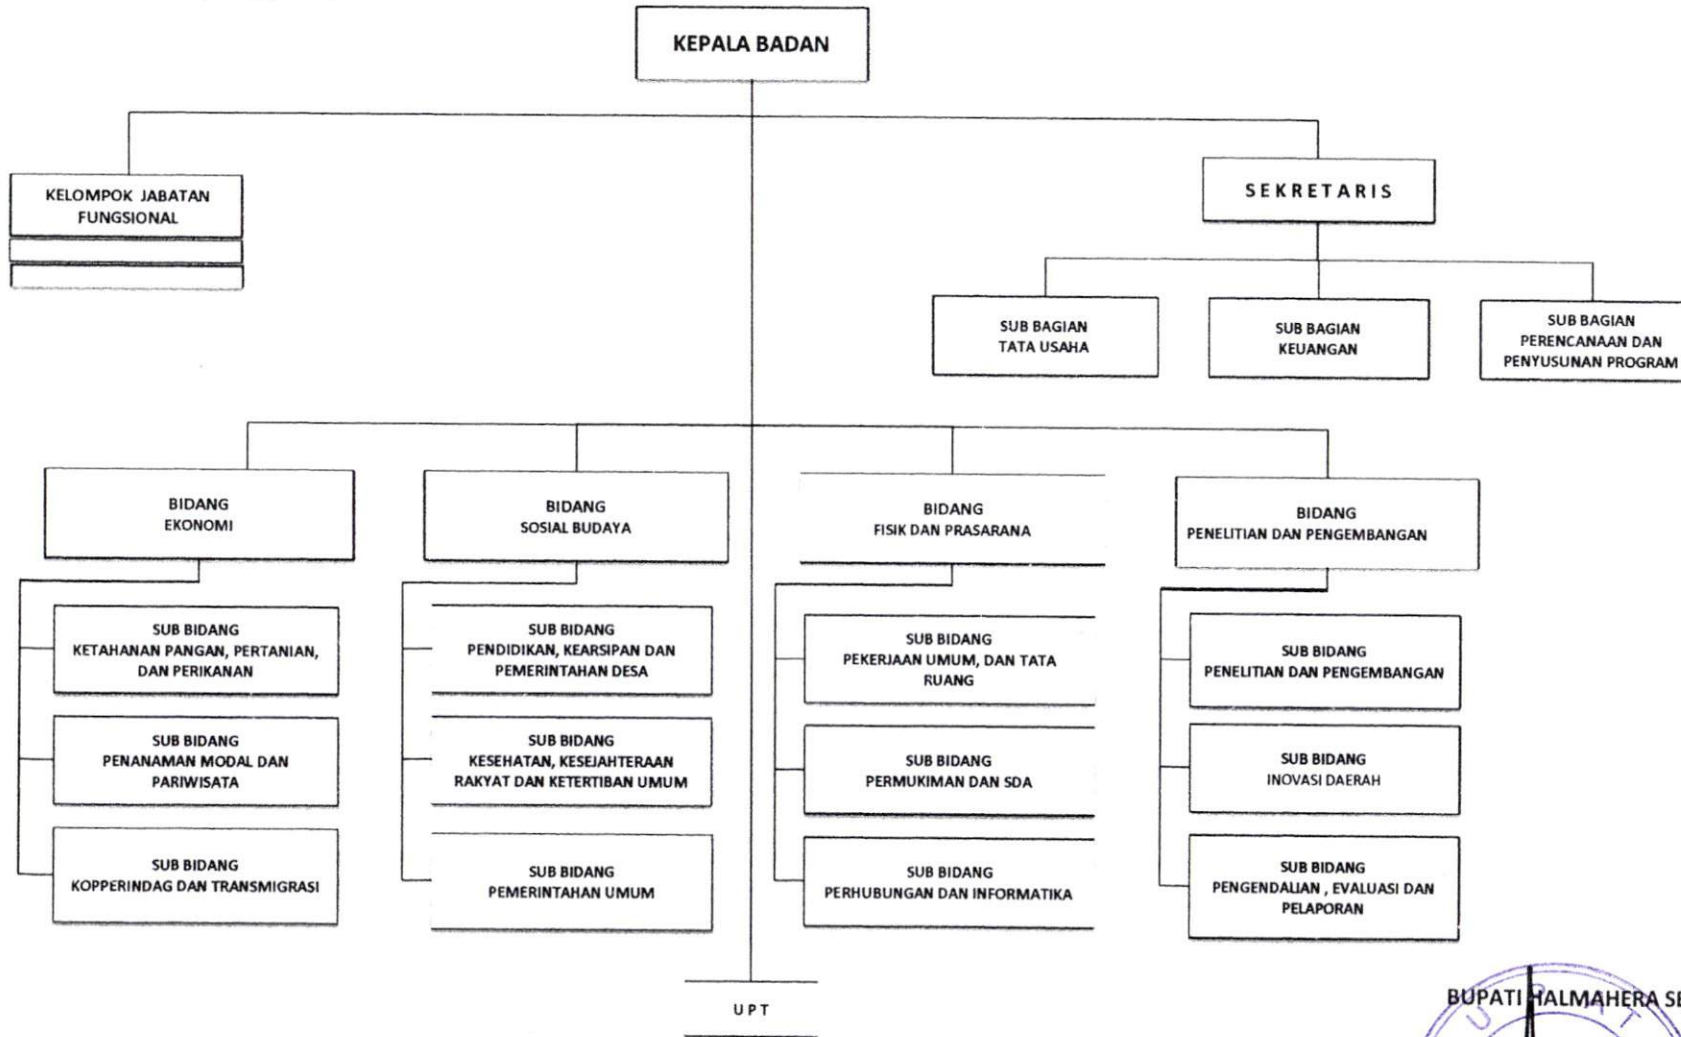 KEPALA BADAN
KELOMPOK JABATAN
FUNGSIONAL
SEKRETARIS
SUB BAGIAN
TATA USAHA
SUB BAGIAN
KEUANGAN
SUB BAGIAN
PERENCANAAN DAN
PENYUSUNAN PROGRAM
BIDANG
EKONOMI
BIDANG
SOSIAL BUDAYA
BIDANG
FISIK DAN PRASARANA
BIDANG
PENELITIAN DAN PENGEMBANGAN
SUB BIDANG
KETAHANAN PANGAN, PERTANIAN,
DAN PERIKANAN
SUB BIDANG
PENANAMAN MODAL DAN
PARIWISATA
SUB BIDANG
KOPPERINDAG DAN TRANSMIGRASI
SUB BIDANG
PENDIDIKAN, KEARSIPAN DAN
PEMERINTAHAN DESA
SUB BIDANG
KESEHATAN, KESEJAHTERAAN
RAKYAT DAN KETERTIBAN UMUM
SUB BIDANG
PEMERINTAHAN UMUM
SUB BIDANG
PEKERJAAN UMUM, DAN TATA
RUANG
SUB BIDANG
PERMUKIMAN DAN SDA
SUB BIDANG
PERHUBUNGAN DAN INFORMATIKA
SUB BIDANG
PENELITIAN DAN PENGEMBANGAN
SUB BIDANG
INOVASI DAERAH
SUB BIDANG
PENGENDALIAN , EVALUASI DAN
PELAPORAN
UPT
BUPATI HALMAHERA SE
U P A T